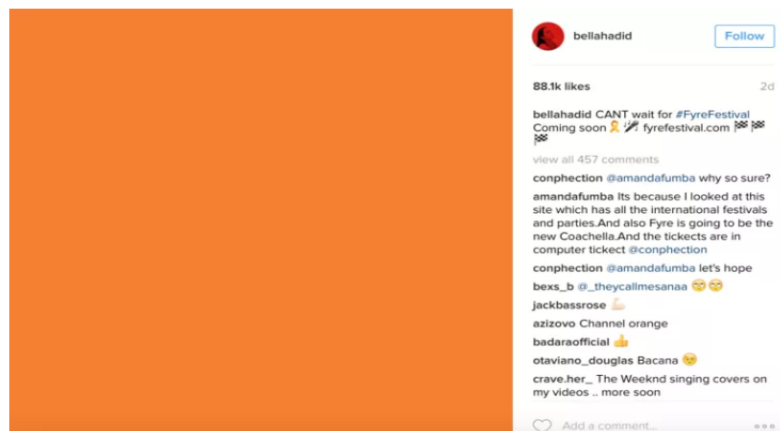 bellahadid
Follow
88.1k likes
2d
bellahadid CANT wait for #FyreFestival
Coming soon🎗️🎉 fyrefestival.com 🏁🏁
🏁
view all 457 comments
conphection @amandafumba why so sure?
amandafumba Its because I looked at this
site which has all the international festivals
and parties.And also Fyre is going to be the
new Coachella.And the tickects are in
computer tickect @conphection
conphection @amandafumba let's hope
bexs_b @_theycallmesanaa 🙄🙄
jackbassrose 💪🏻
azizovo Channel orange
badaraofficial 👍
otaviano_douglas Bacana 😍
crave.her_ The Weeknd singing covers on
my videos .. more soon
Add a comment...